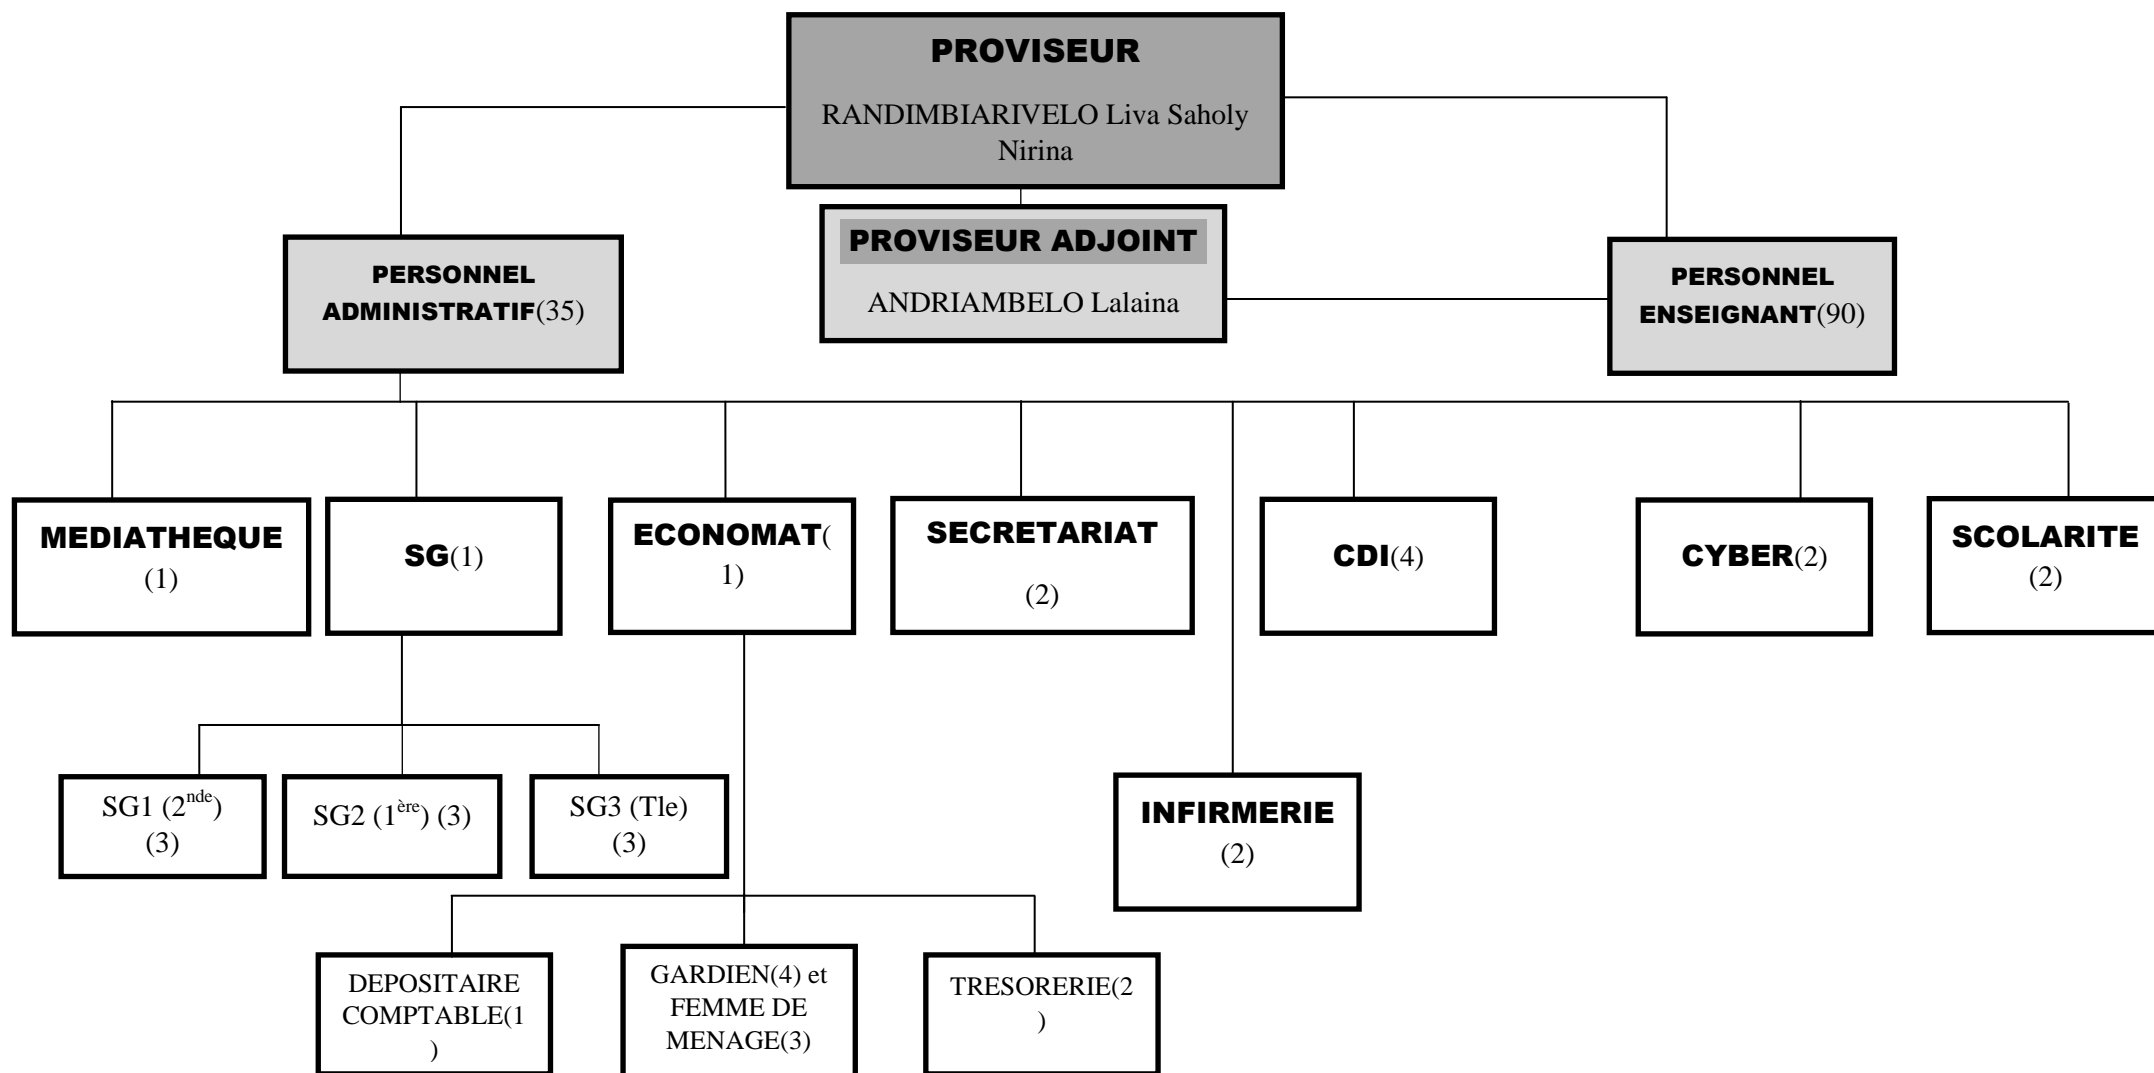 PROVISEUR
RANDIMBIARIVELO Liva Saholy
Nirina
PROVISEUR ADJOINT
ANDRIAMBELO Lalaina
PERSONNEL
ADMINISTRATIF(35)
PERSONNEL
ENSEIGNANT(90)
MEDIATHEQUE
(1)
SG(1)
ECONOMAT(
1)
SECRETARIAT
(2)
CDI(4)
CYBER(2)
SCOLARITE
(2)
SG1 (2nde)
(3)
SG2 (1ère) (3)
SG3 (Tle)
(3)
INFIRMERIE
(2)
DEPOSITAIRE
COMPTABLE(1
)
GARDIEN(4) et
FEMME DE
MENAGE(3)
TRESORERIE(2
)